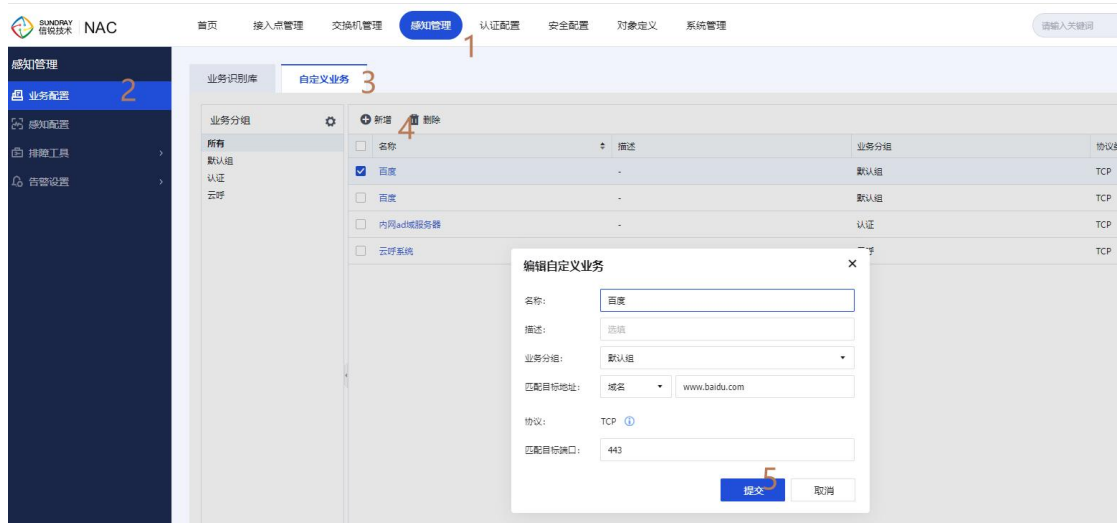 SUNDRAY 信锐技术 NAC 首页 接入点管理 交换机管理 感知管理 认证配置 安全配置 对象定义 系统管理 请输入关键词
1
感知管理
业务识别库 自定义业务 3
业务配置 2
感知配置
排障工具
告警设置
业务分组
所有
默认组
认证
云呼
新增 4 删除
名称 描述 业务分组
百度 - 默认组 TCP
百度 - 默认组 TCP
内网ad域服务器 - 认证 TCP
云呼系统 TCP
编辑自定义业务
名称: 百度
描述: 选填
业务分组: 默认组
匹配目标地址: 域名 www.baidu.com
协议: TCP
匹配目标端口: 443
5
提交 取消